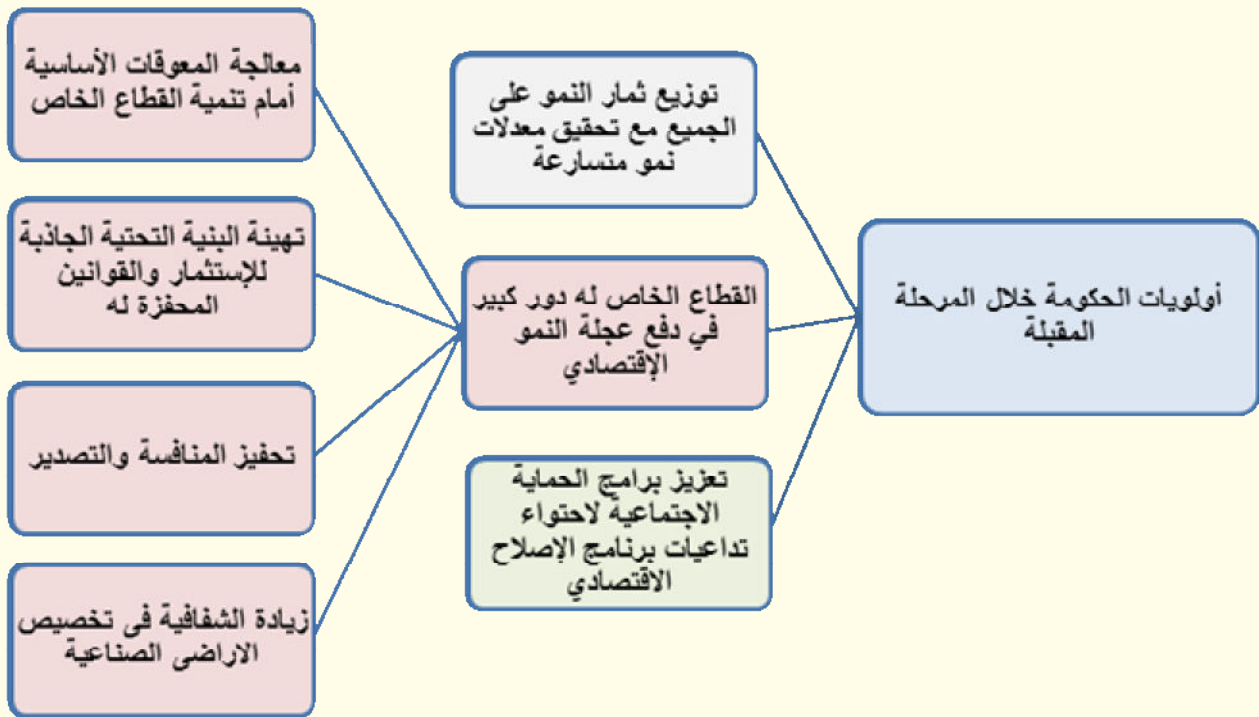 أولويات الحكومة خلال المرحلة
المقبلة
توزيع ثمار النمو على
الجميع مع تحقيق معدلات
نمو متسارعة
القطاع الخاص له دور كبير
في دفع عجلة النمو
الإقتصادي
تعزيز برامج الحماية
الاجتماعية لاحتواء
تداعيات برنامج الإصلاح
الاقتصادي
معالجة المعوقات الأساسية
أمام تنمية القطاع الخاص
تهيئة البنية التحتية الجاذبة
للإستثمار والقوانين
المحفزة له
تحفيز المنافسة والتصدير
زيادة الشفافية فى تخصيص
الاراضى الصناعية